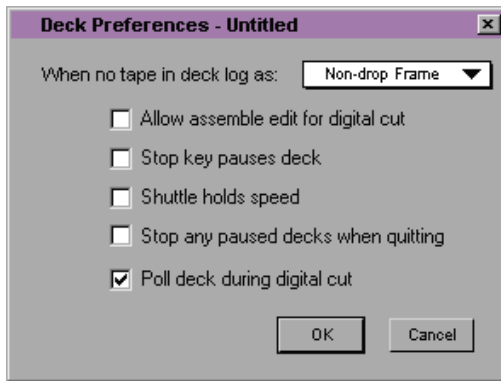 Deck Preferences - Untitled
When no tape in deck log as: Non-drop Frame
Allow assemble edit for digital cut
Stop key pauses deck
Shuttle holds speed
Stop any paused decks when quitting
Poll deck during digital cut
OK Cancel